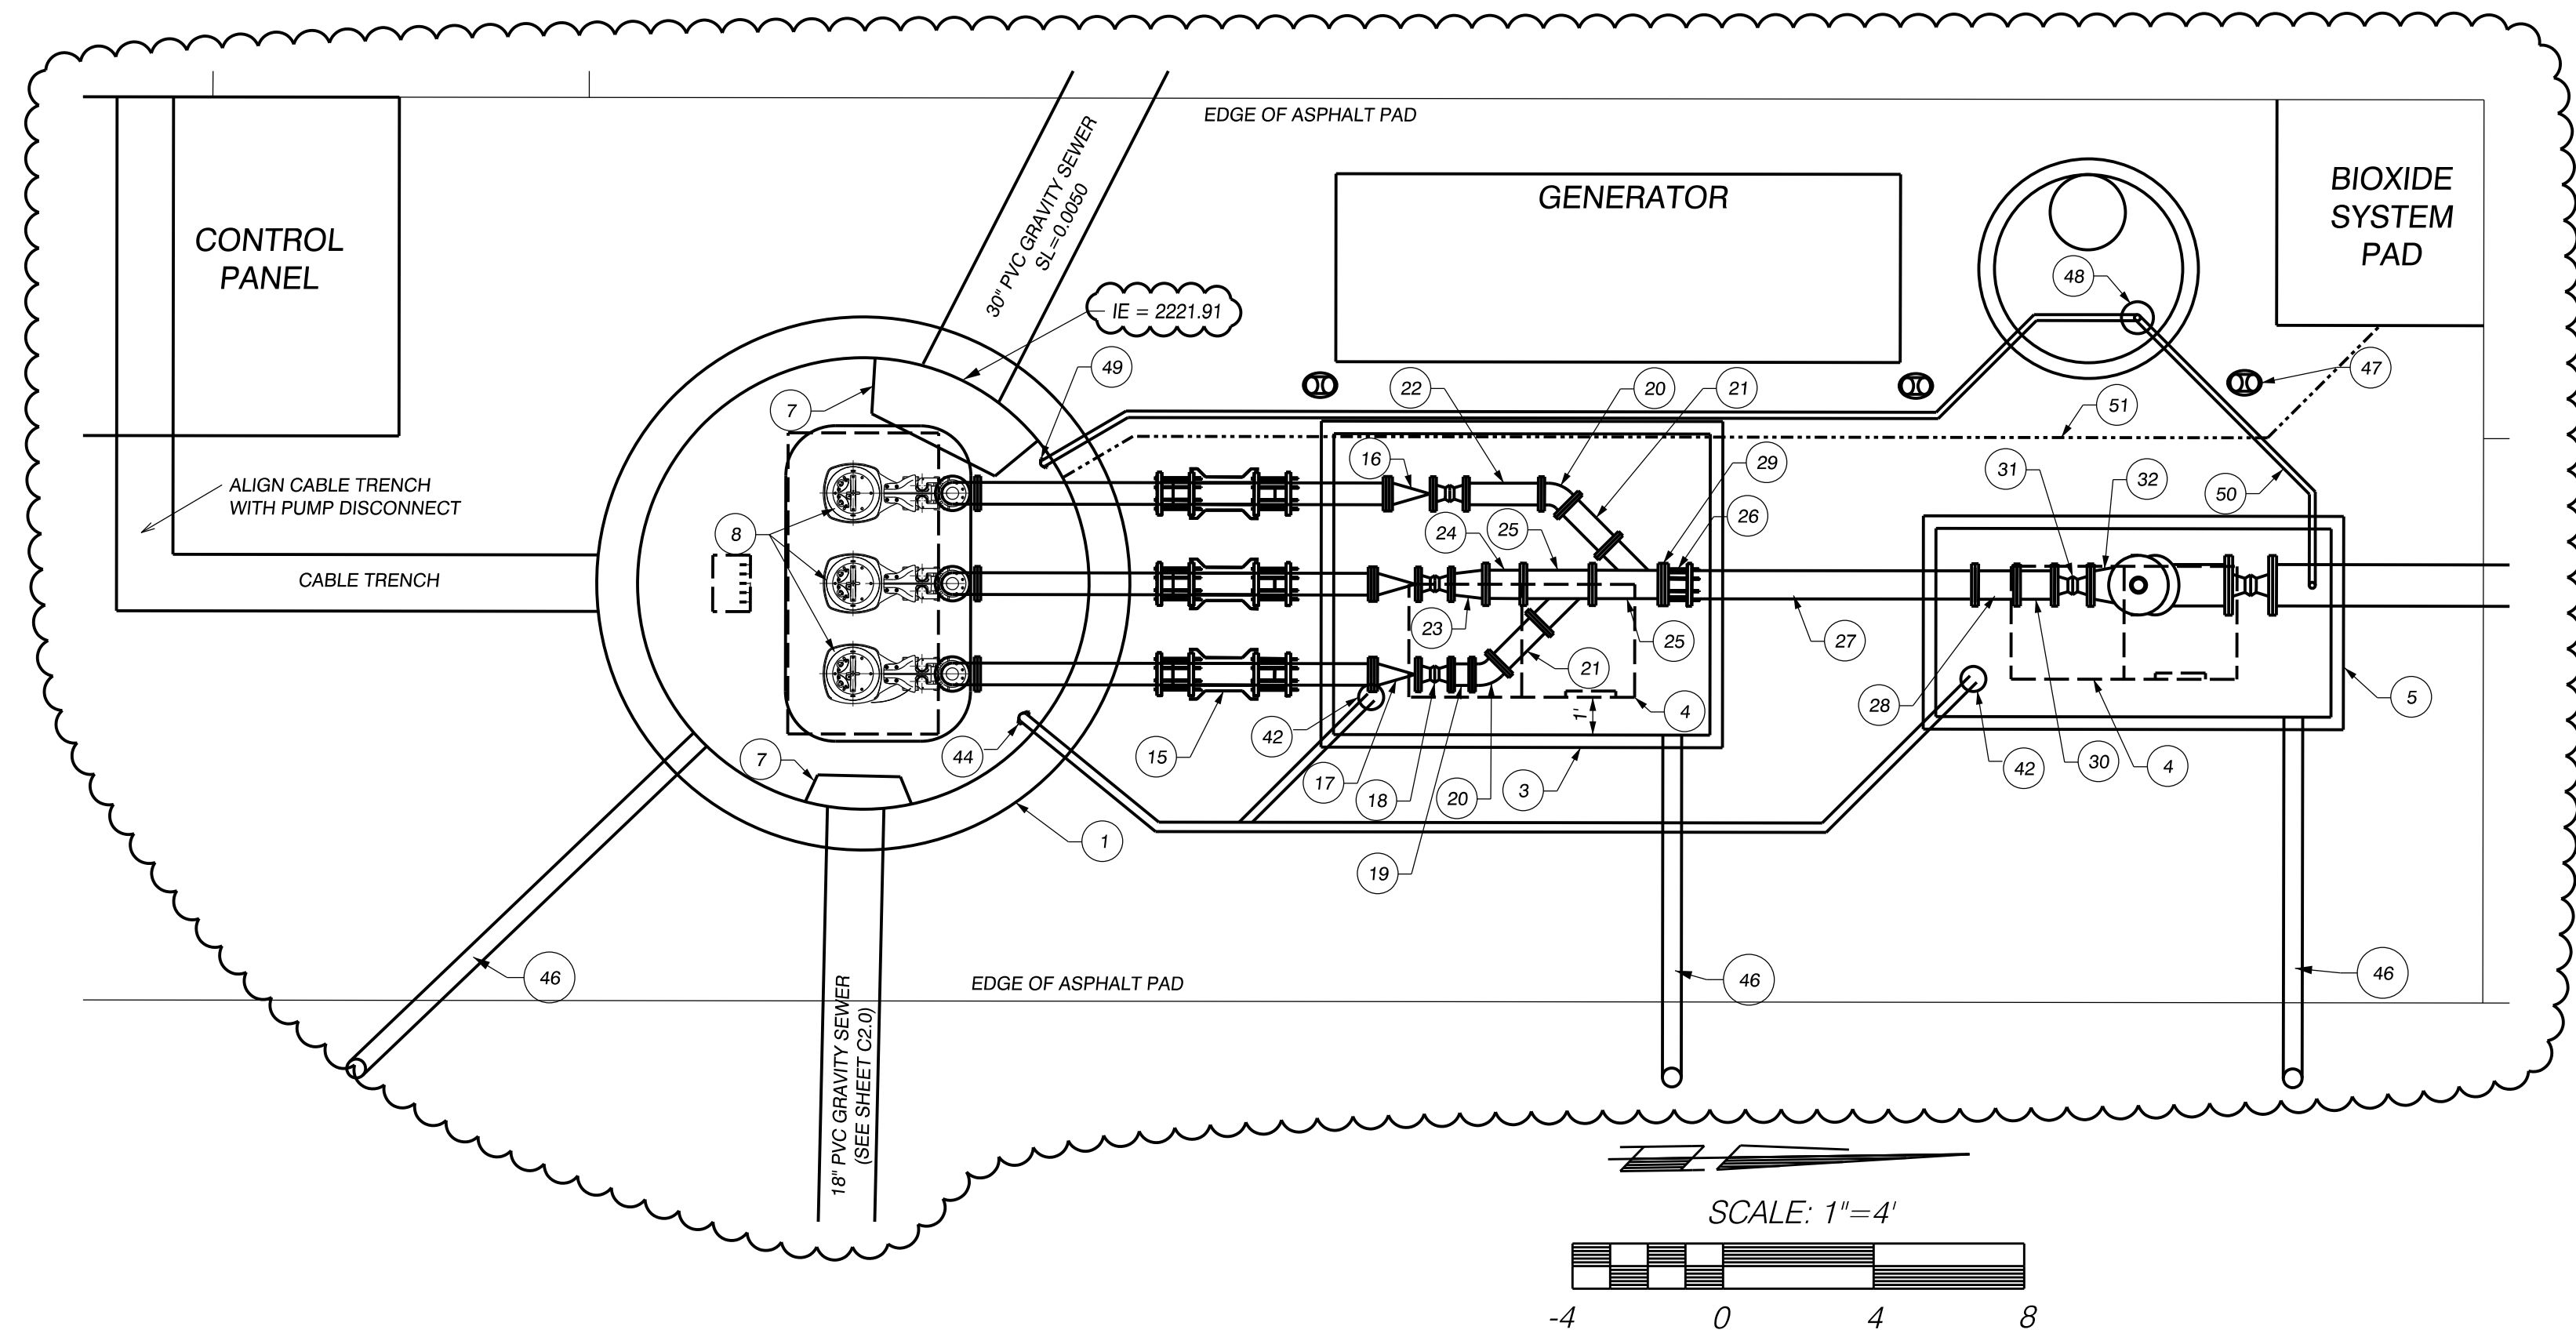 EDGE OF ASPHALT PAD
CONTROL
PANEL
30" PVC GRAVITY SEWER
SL=0.0050
IE = 2221.91
GENERATOR
BIOXIDE
SYSTEM
PAD
48
49
7
22
20
21
47
51
16
29
31
32
50
ALIGN CABLE TRENCH
WITH PUMP DISCONNECT
8
24
25
26
CABLE TRENCH
23
25
27
21
28
5
4
1'
42
44
15
7
17
18
20
3
42
30
4
1
19
46
46
46
EDGE OF ASPHALT PAD
18" PVC GRAVITY SEWER
(SEE SHEET C2.0)
SCALE: 1"=4'
-4
0
4
8